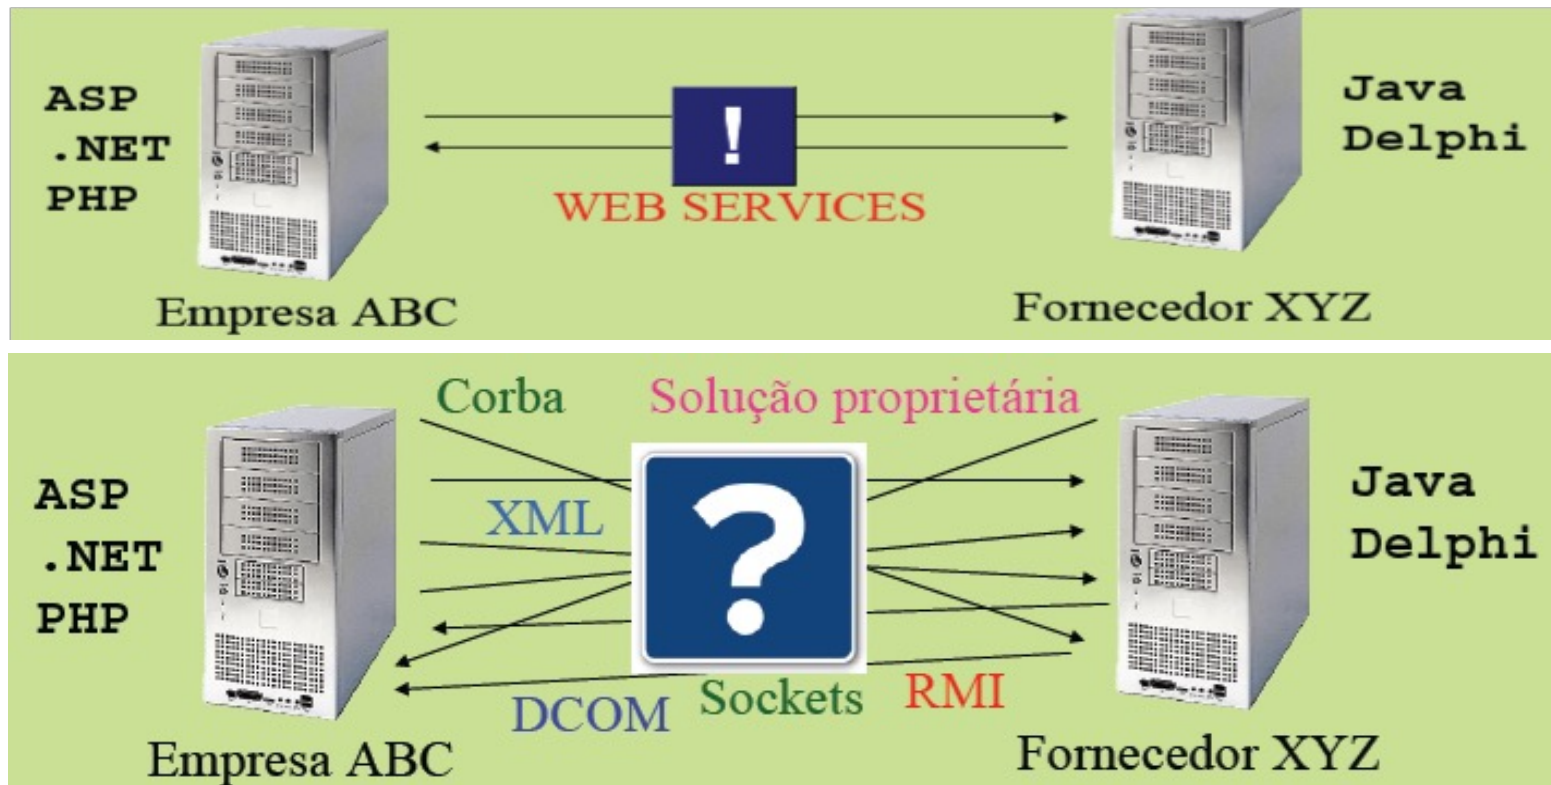 ASP
.NET
PHP
!
WEB SERVICES
Java
Delphi
Empresa ABC
Fornecedor XYZ
Corba
Solução proprietária
ASP
.NET
PHP
XML
?
Java
Delphi
DCOM
Sockets
RMI
Empresa ABC
Fornecedor XYZ